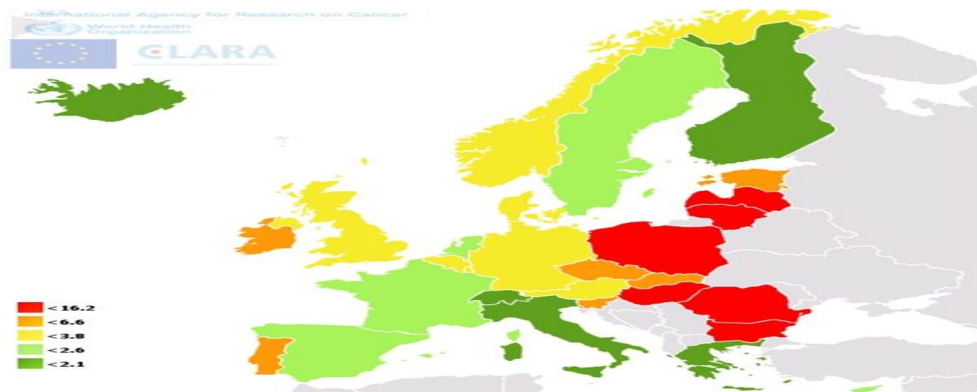 International Agency for Research on Cancer
World Health
Organization
CLARA
<16.2
<6.6
<3.8
<2.6
<2.1